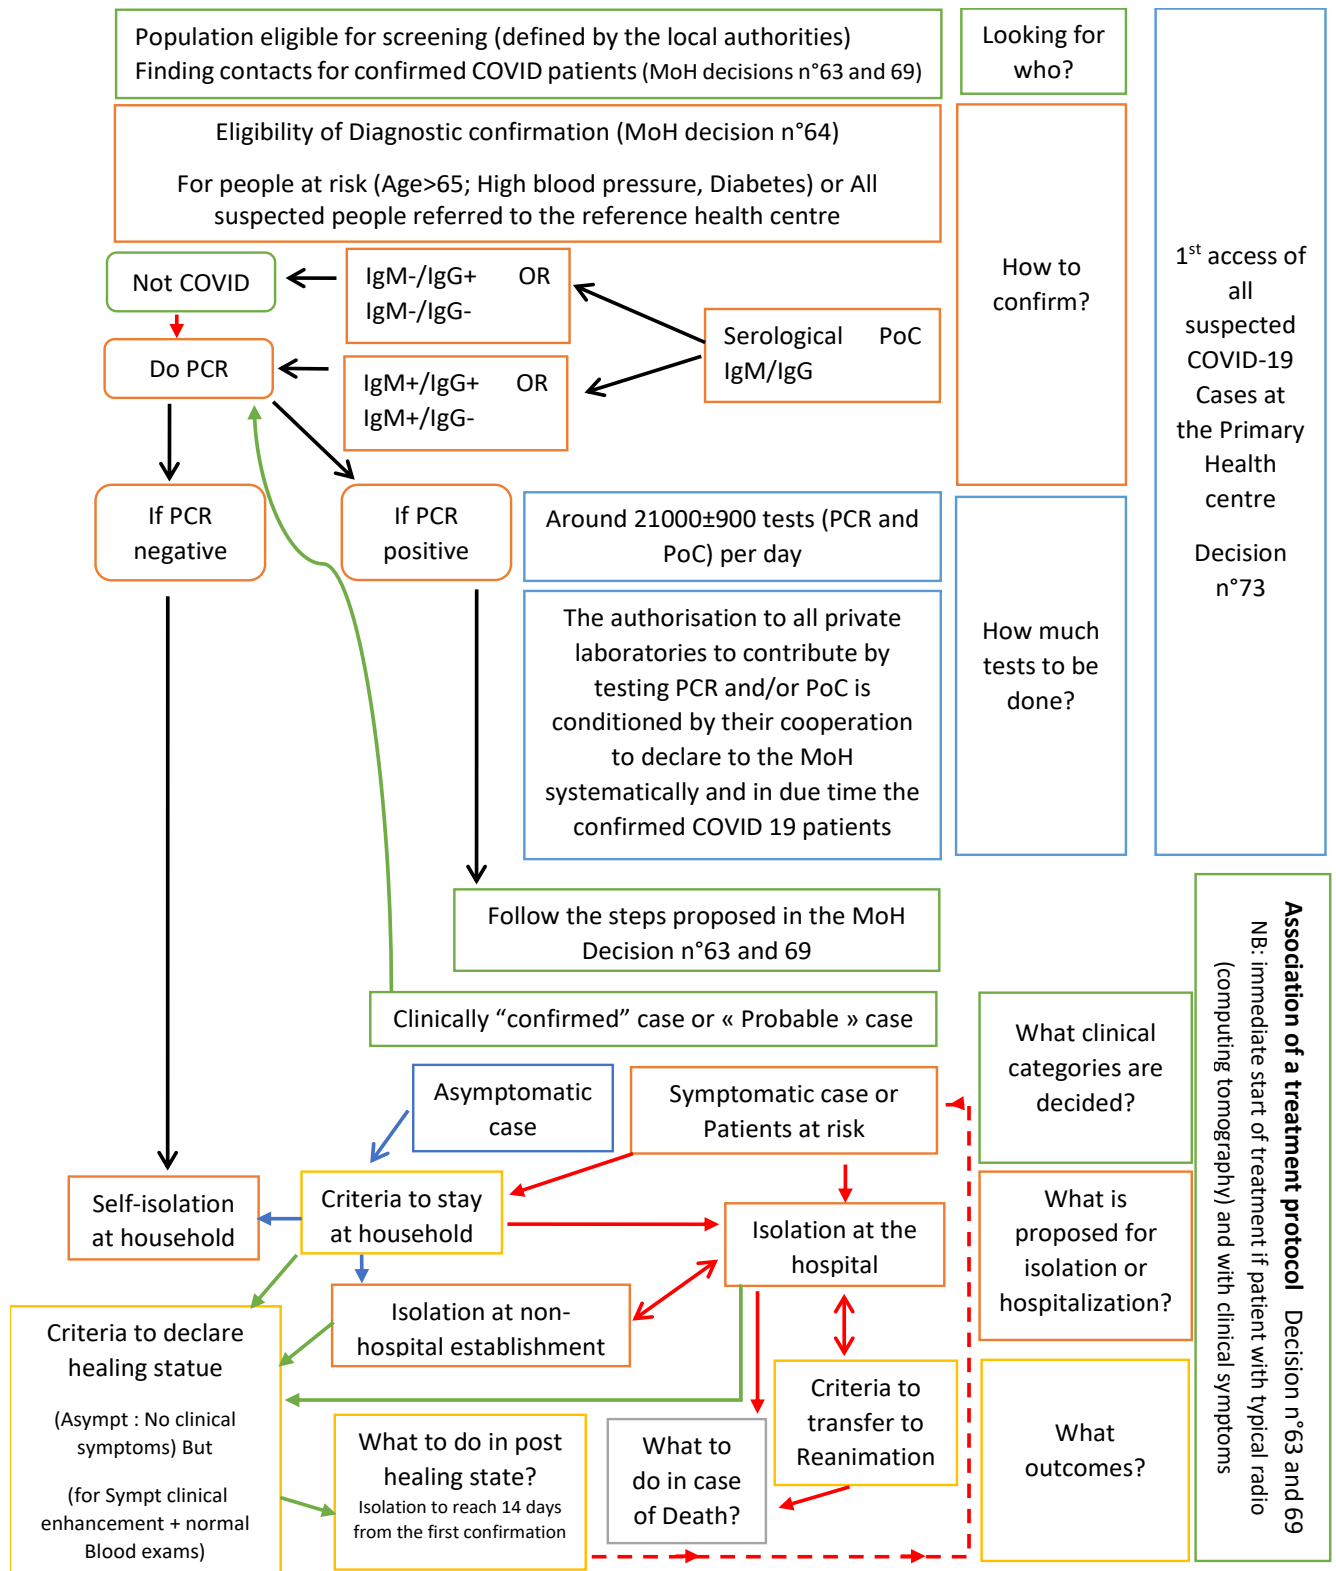 Population eligible for screening (defined by the local authorities)
Finding contacts for confirmed COVID patients (MoH decisions n°63 and 69)
Looking for
who?
Eligibility of Diagnostic confirmation (MoH decision n°64)
For people at risk (Age>65; High blood pressure, Diabetes) or All
suspected people referred to the reference health centre
How to
confirm?
1st access of
all
suspected
COVID-19
Cases at
the Primary
Health
centre
Decision
n°73
Not COVID
IgM-/IgG+ OR
IgM-/IgG-
Serological PoC
IgM/IgG
Do PCR
IgM+/IgG+ OR
IgM+/IgG-
If PCR
negative
If PCR
positive
Around 21000±900 tests (PCR and
PoC) per day
The authorisation to all private
laboratories to contribute by
testing PCR and/or PoC is
conditioned by their cooperation
to declare to the MoH
systematically and in due time the
confirmed COVID 19 patients
How much
tests to be
done?
Follow the steps proposed in the MoH
Decision n°63 and 69
Association of a treatment protocol Decision n°63 and 69
NB: immediate start of treatment if patient with typical radio
(computing tomography) and with clinical symptoms
Clinically “confirmed” case or « Probable » case
What clinical
categories are
decided?
Asymptomatic
case
Symptomatic case or
Patients at risk
Self-isolation
at household
Criteria to stay
at household
Isolation at the
hospital
What is
proposed for
isolation or
hospitalization?
Isolation at non-
hospital establishment
Criteria to declare
healing statue
(Asympt : No clinical
symptoms) But
(for Sympt clinical
enhancement + normal
Blood exams)
What to do in post
healing state?
Isolation to reach 14 days
from the first confirmation
What to
do in case
of Death?
Criteria to
transfer to
Reanimation
What
outcomes?